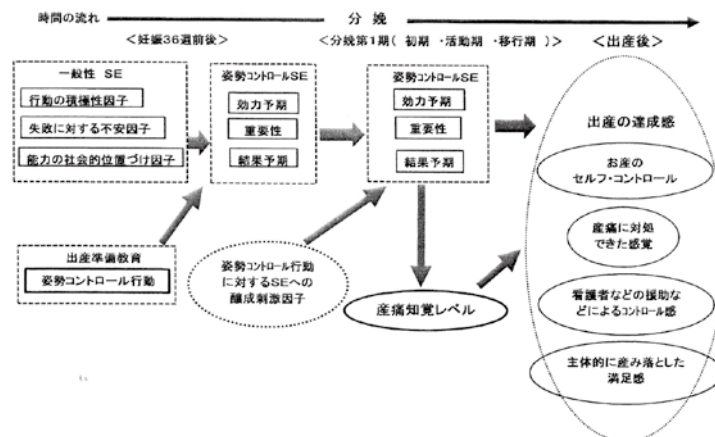 時間の流れ
分 娩
<妊娠36週前後>
<分娩第1期( 初期 ・活動期 ・移行期 )>
<出産後>
一般性 SE
行動の積極性因子
失敗に対する不安因子
能力の社会的位置づけ因子
姿勢コントロールSE
効力予期
重要性
結果予期
姿勢コントロールSE
効力予期
重要性
結果予期
出産の達成感
お産の
セルフ・コントロール
産痛に対処
できた感覚
看護者などの援助な
どによるコントロール感
主体的に産み落とした
満足感
出産準備教育
姿勢コントロール行動
姿勢コントロール行動
に対するSEへの
醸成刺激因子
産痛知覚レベル